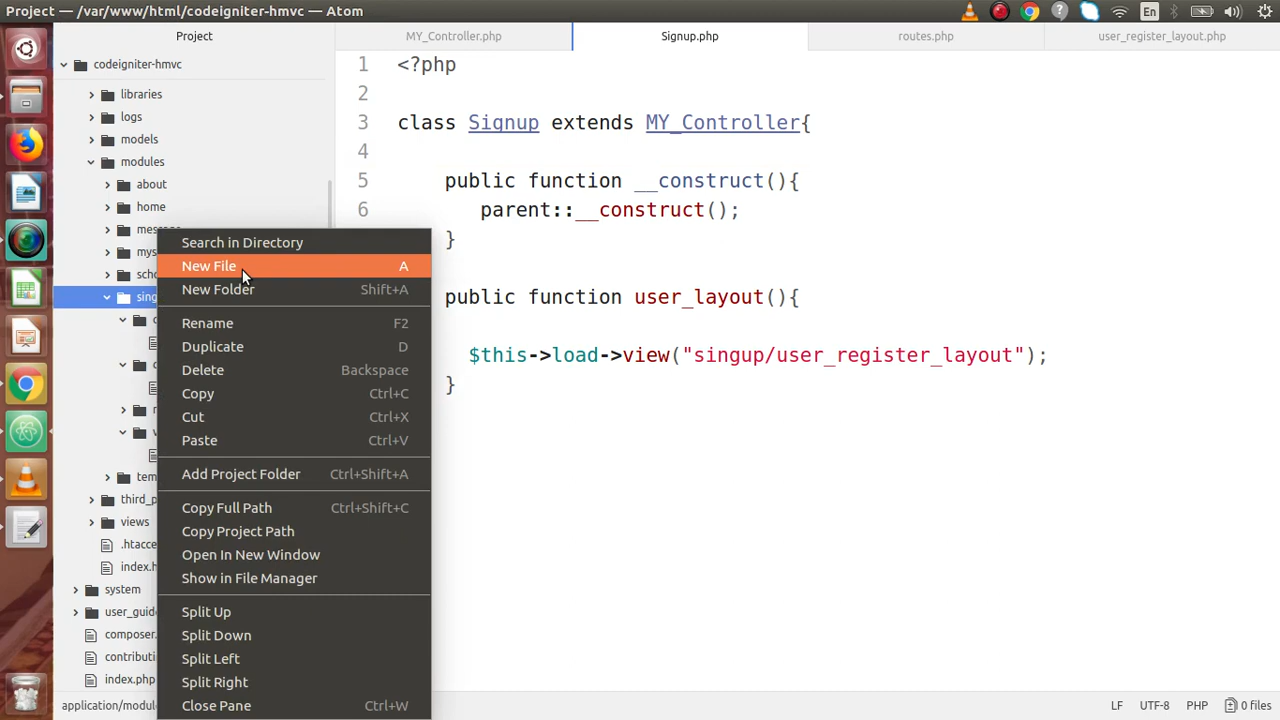 Project — /var/www/html/codeigniter-hmvc — Atom
En
Project
MY_Controller.php
Signup.php
routes.php
user_register_layout.php
codeigniter-hmvc
libraries
logs
models
modules
about
home
third_p
views
.htacce
index.h
system
user_guide
composer.
contributi
index.php
1 <?php
2
3 class Signup extends MY_Controller{
4
5 public function __construct(){
6 parent::__construct();
}
public function user_layout(){
$this->load->view("singup/user_register_layout");
}
Search in Directory
New File A
New Folder Shift+A
Rename F2
Duplicate D
Delete Backspace
Copy Ctrl+C
Cut Ctrl+X
Paste Ctrl+V
Add Project Folder Ctrl+Shift+A
Copy Full Path Ctrl+Shift+C
Copy Project Path
Open In New Window
Show in File Manager
Split Up
Split Down
Split Left
Split Right
Close Pane Ctrl+W
application/modul
LF
UTF-8
PHP
0 files